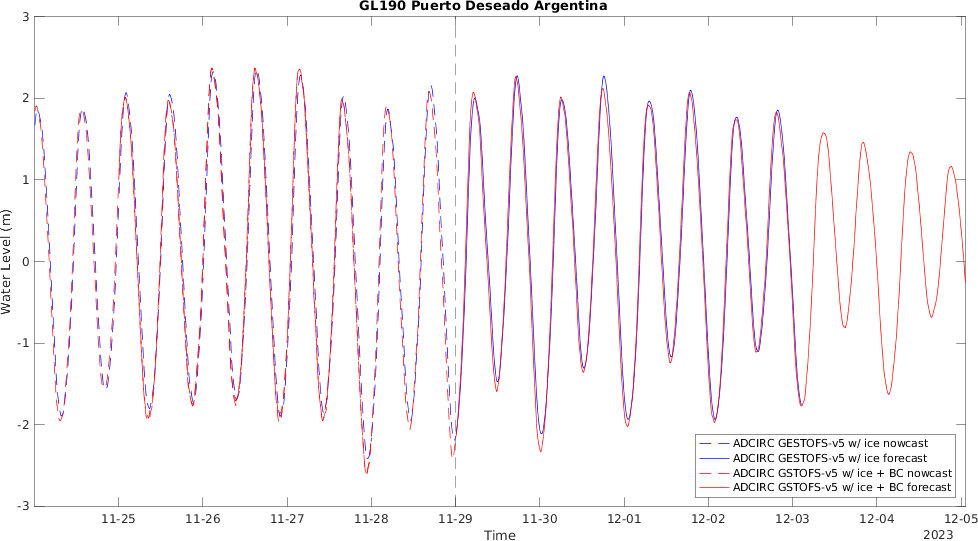 GL190 Puerto Deseado Argentina
3
2
1
0
-1
-2
-3
Water Level (m)
ADCIRC GESTOFS-v5 w/ ice nowcast
ADCIRC GESTOFS-v5 w/ ice forecast
ADCIRC GSTOFS-v5 w/ ice + BC nowcast
ADCIRC GSTOFS-v5 w/ ice + BC forecast
11-25 11-26 11-27 11-28 11-29 11-30 12-01 12-02 12-03 12-04 12-05
Time
2023